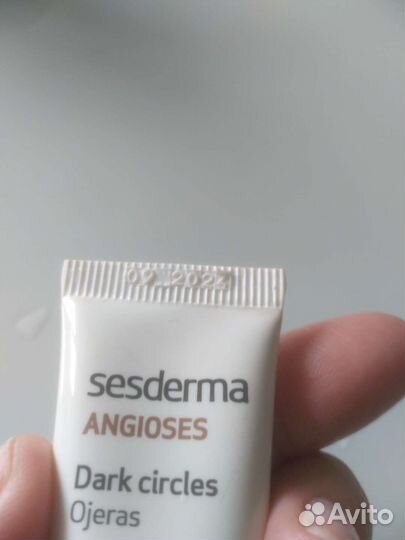 09 2022
sesderma
ANGIOSES
Dark circles
Ojeras
Avito